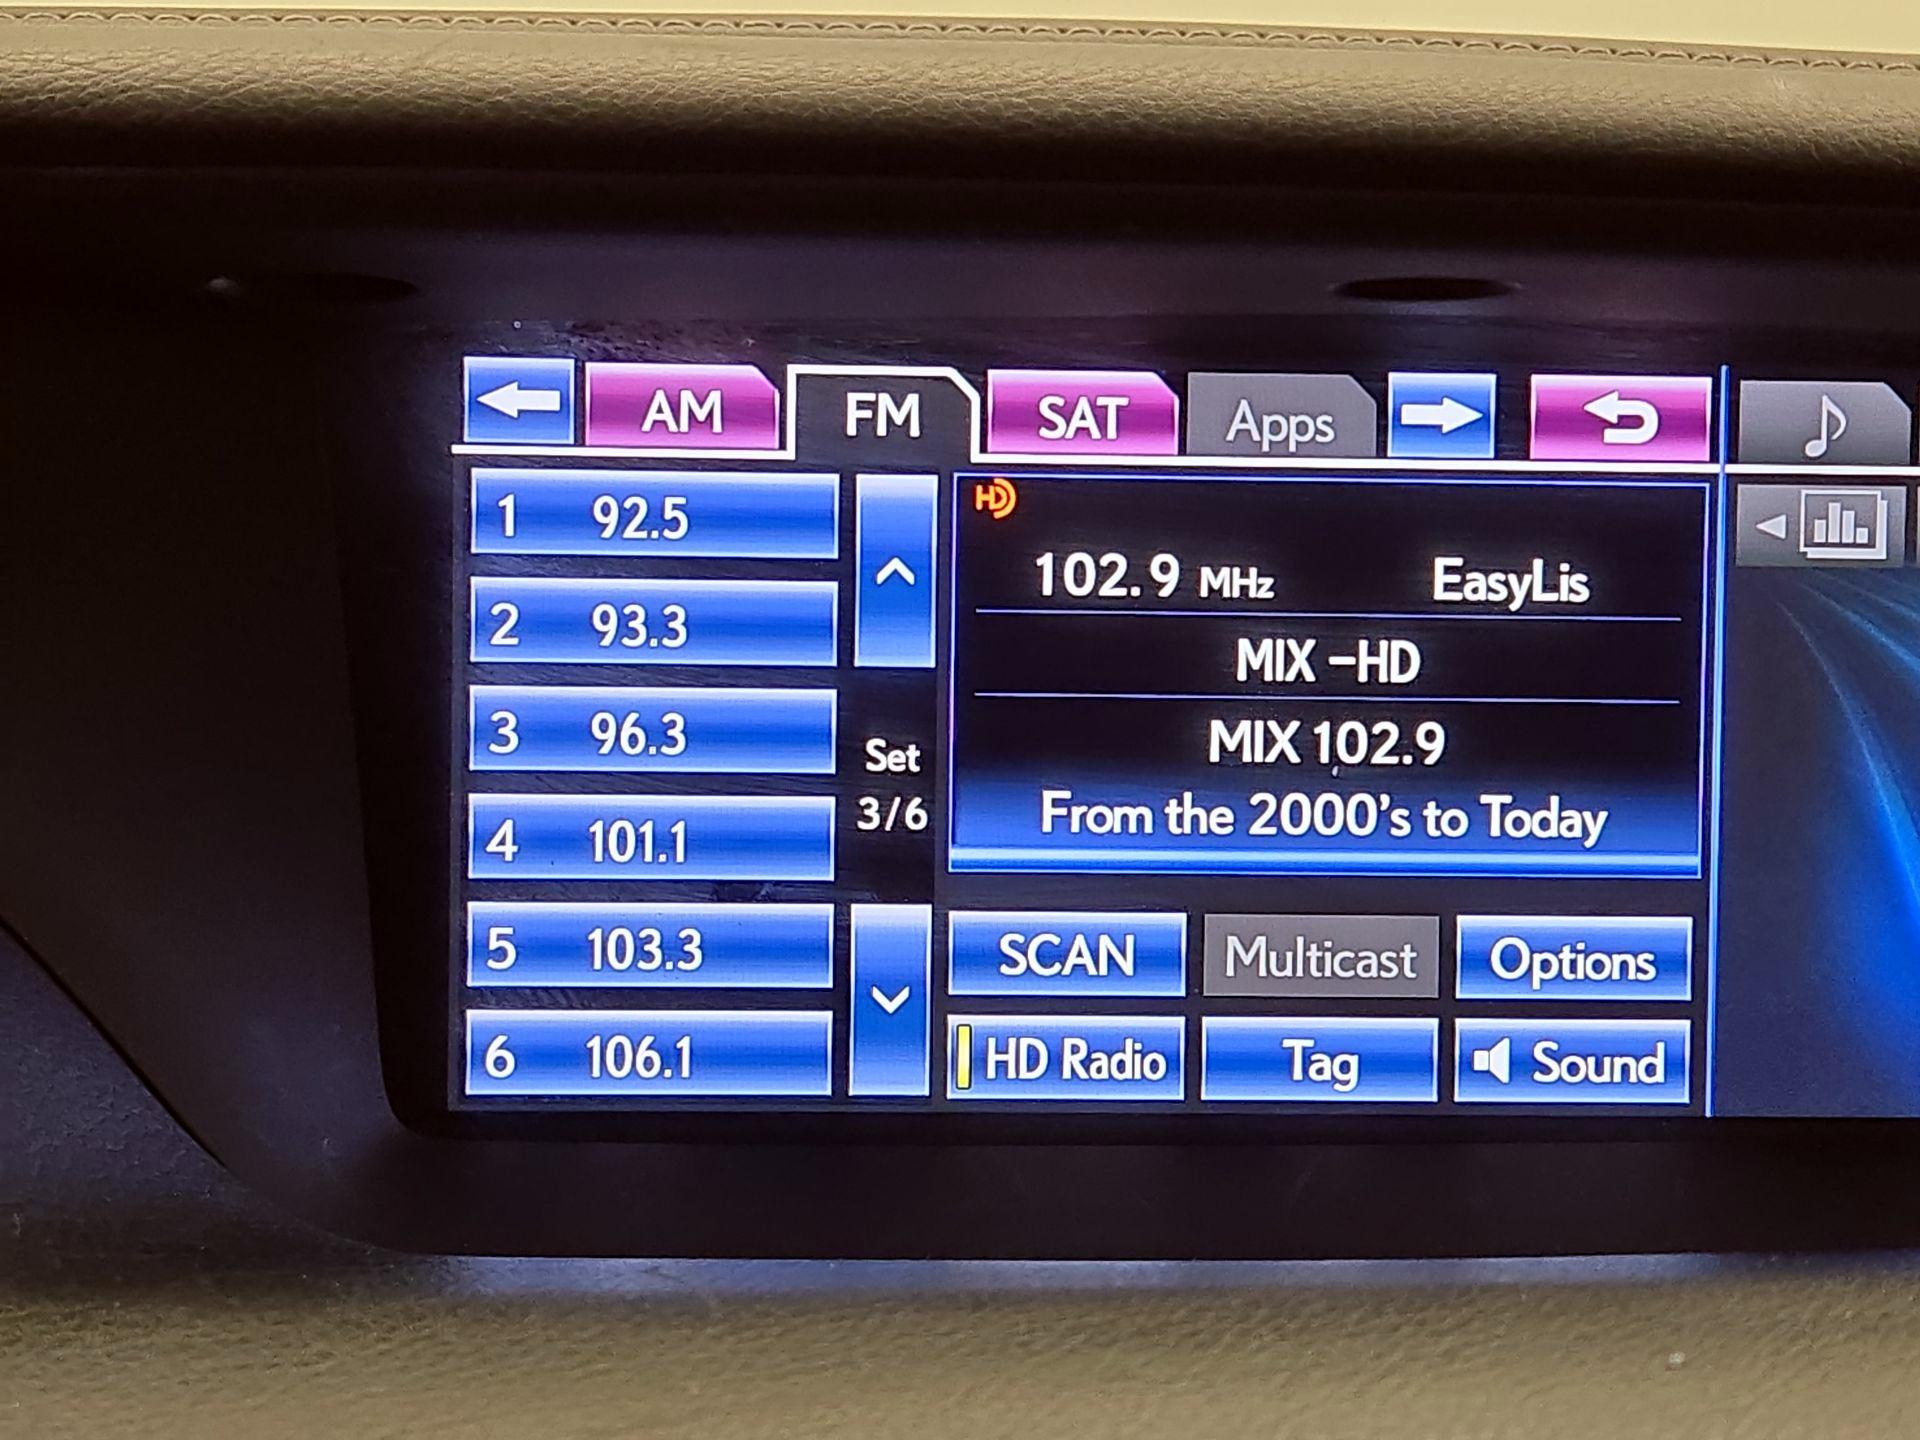 AM FM SAT Apps
1 92.5
2 93.3
3 96.3
4 101.1
5 103.3
6 106.1
Set
3/6
HD
102.9 MHz EasyLis
MIX -HD
MIX 102.9
From the 2000's to Today
SCAN Multicast Options
HD Radio Tag Sound